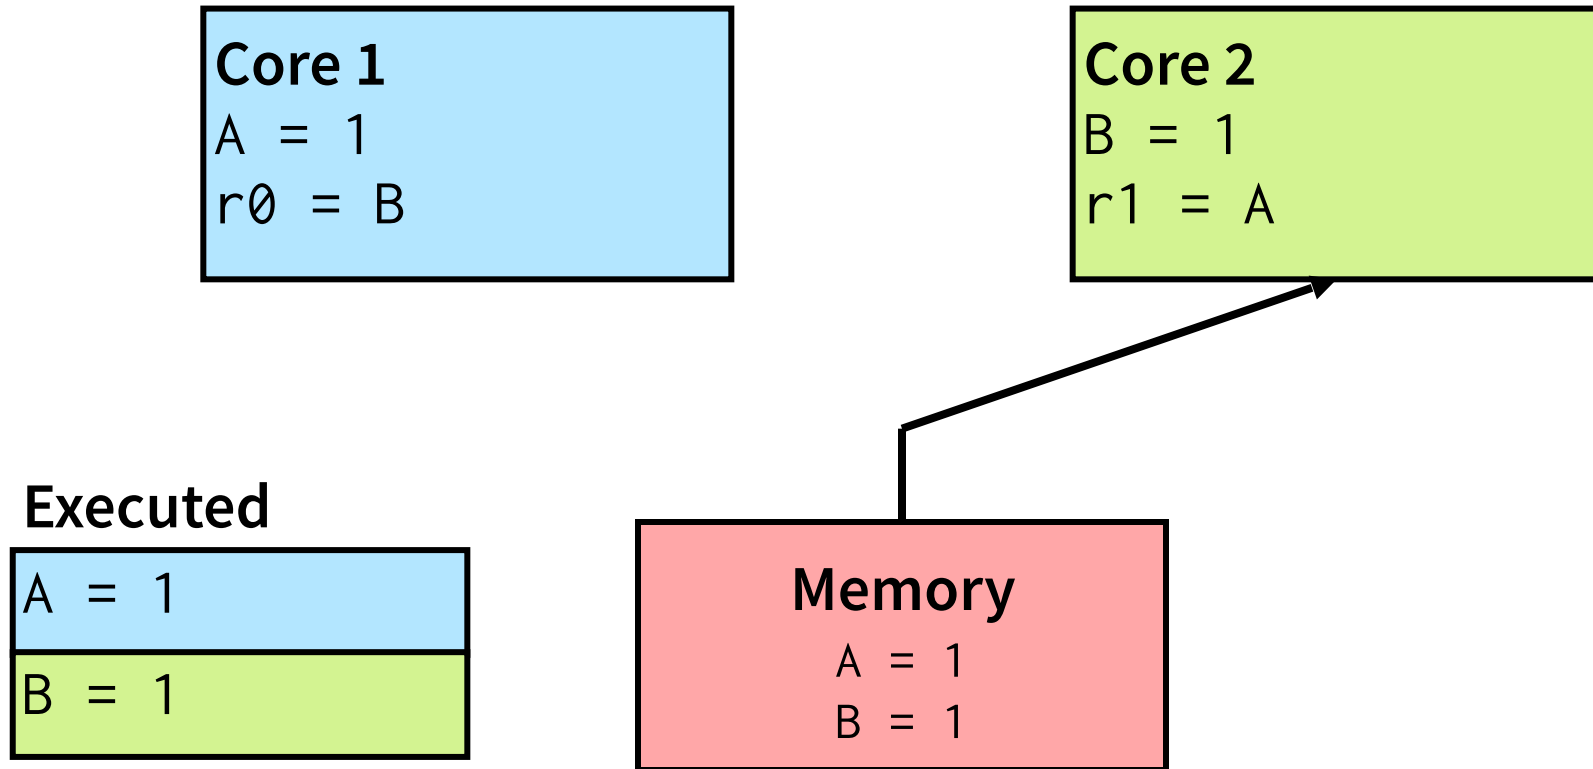 Core 1
A = 1
r0 = B
Core 2
B = 1
r1 = A
Executed
A = 1
B = 1
Memory
A = 1
B = 1